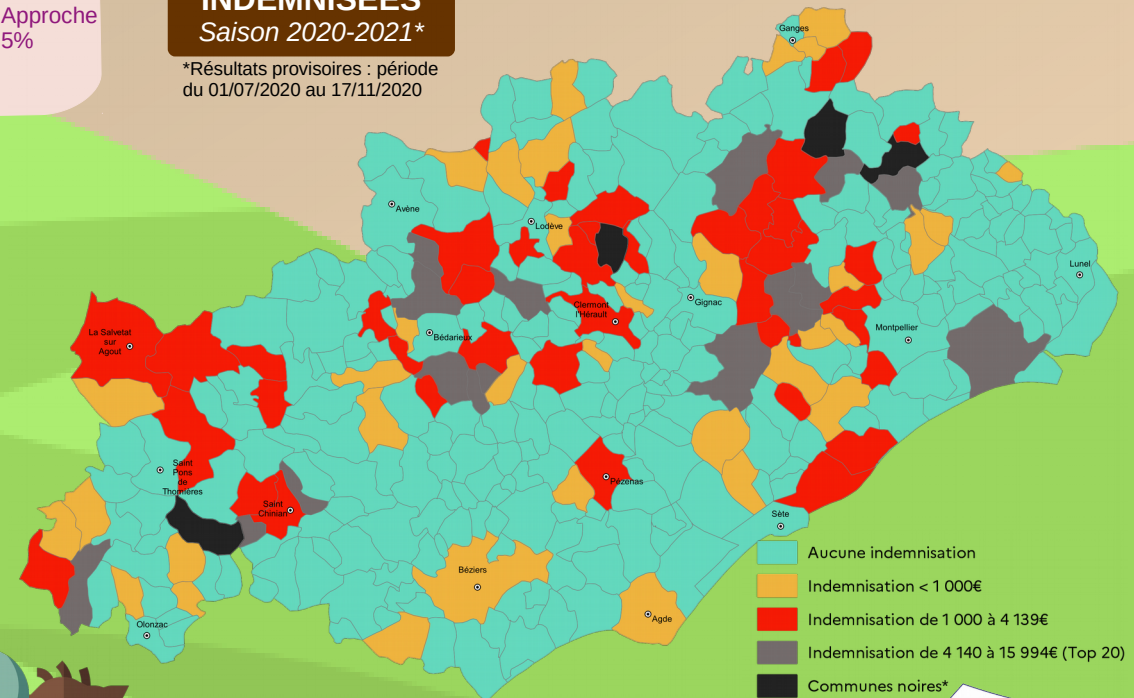 Approche
5%
INDEMNISÉES
Saison 2020-2021*
*Résultats provisoires : période
du 01/07/2020 au 17/11/2020
Ganges
Avène
Lodève
Lunel
Gignac
Clermont
l'Hérault
Montpellier
La Salvetat
sur
Agout
Bédarieux
Saint
Pons
de
Thomières
Pézenas
Saint
Chinian
Sète
Béziers
Agde
Olonzac
Aucune indemnisation
Indemnisation < 1 000€
Indemnisation de 1 000 à 4 139€
Indemnisation de 4 140 à 15 994€ (Top 20)
Communes noires*